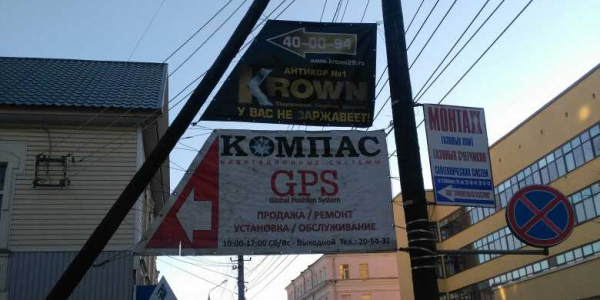 40-00-94
www.krown29.ru
АНТИКОР №1
KROWN
У ВАС НЕ ЗАРЖАВЕЕТ!
КОМПАС
НАВИГАЦИОННЫЕ СИСТЕМЫ
GPS
Global Position System
ПРОДАЖА / РЕМОНТ
УСТАНОВКА / ОБСЛУЖИВАНИЕ
10:00-17:00 Сб/Вс - Выходной Тел.: 20-54-32
МОНТАЖ
ГАЗОВЫХ ПЛИТ
ГАЗОВЫХ СЧЕТЧИКОВ
САНТЕХНИЧЕСКИХ СИСТЕМ